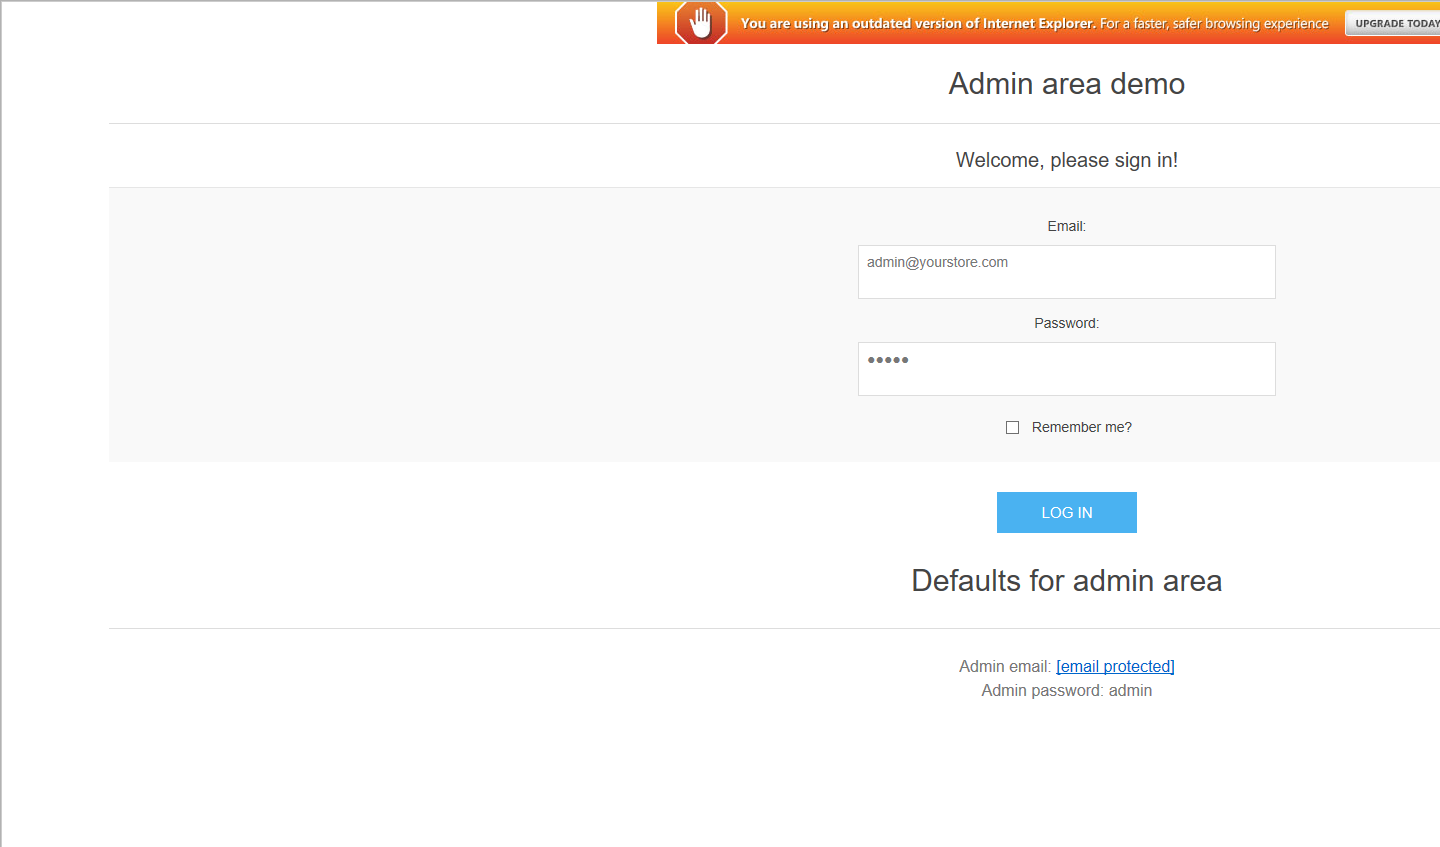 You are using an outdated version of Internet Explorer. For a faster, safer browsing experience UPGRADE TODAY
Admin area demo
Welcome, please sign in!
Email:
admin@yourstore.com
Password:
●●●●●
Remember me?
LOG IN
Defaults for admin area
Admin email: [email protected]
Admin password: admin